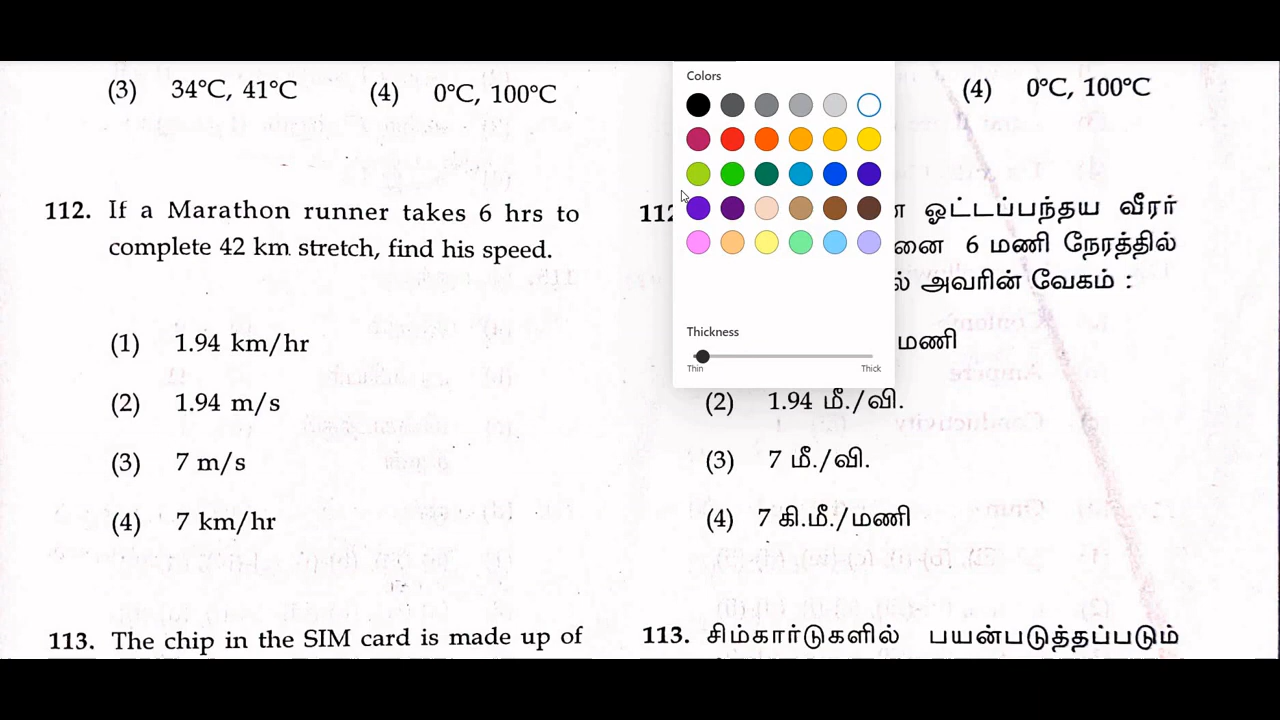 (3) 34°C, 41°C (4) 0°C, 100°C
112. If a Marathon runner takes 6 hrs to
complete 42 km stretch, find his speed.
(1) 1.94 km/hr
(2) 1.94 m/s
(3) 7 m/s
(4) 7 km/hr
113. The chip in the SIM card is made up of
Colors
Thickness
Thin Thick
(4) 0°C, 100°C
112 ஓட்டப்பந்தய வீரர்
6 மணி நேரத்தில்
அவரின் வேகம் :
மணி
(2) 1.94 மீ./வி.
(3) 7 மீ./வி.
(4) 7 கி.மீ./மணி
113. சிம்கார்டுகளில் பயன்படுத்தப்படும்